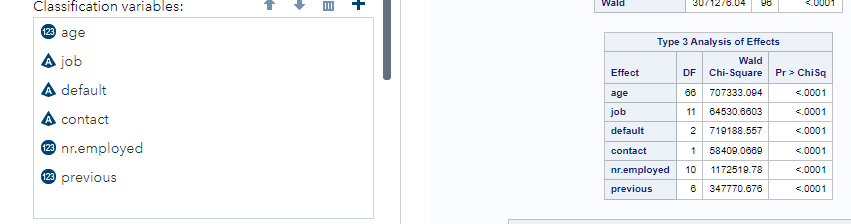 Classification variables:
123 age
A job
A default
A contact
123 nr.employed
123 previous
Wald 3071276.04 96 <.0001
Type 3 Analysis of Effects
Effect DF Wald Chi-Square Pr > ChiSq
age 66 707333.094 <.0001
job 11 64530.6603 <.0001
default 2 719188.557 <.0001
contact 1 58409.0669 <.0001
nr.employed 10 1172519.78 <.0001
previous 6 347770.676 <.0001